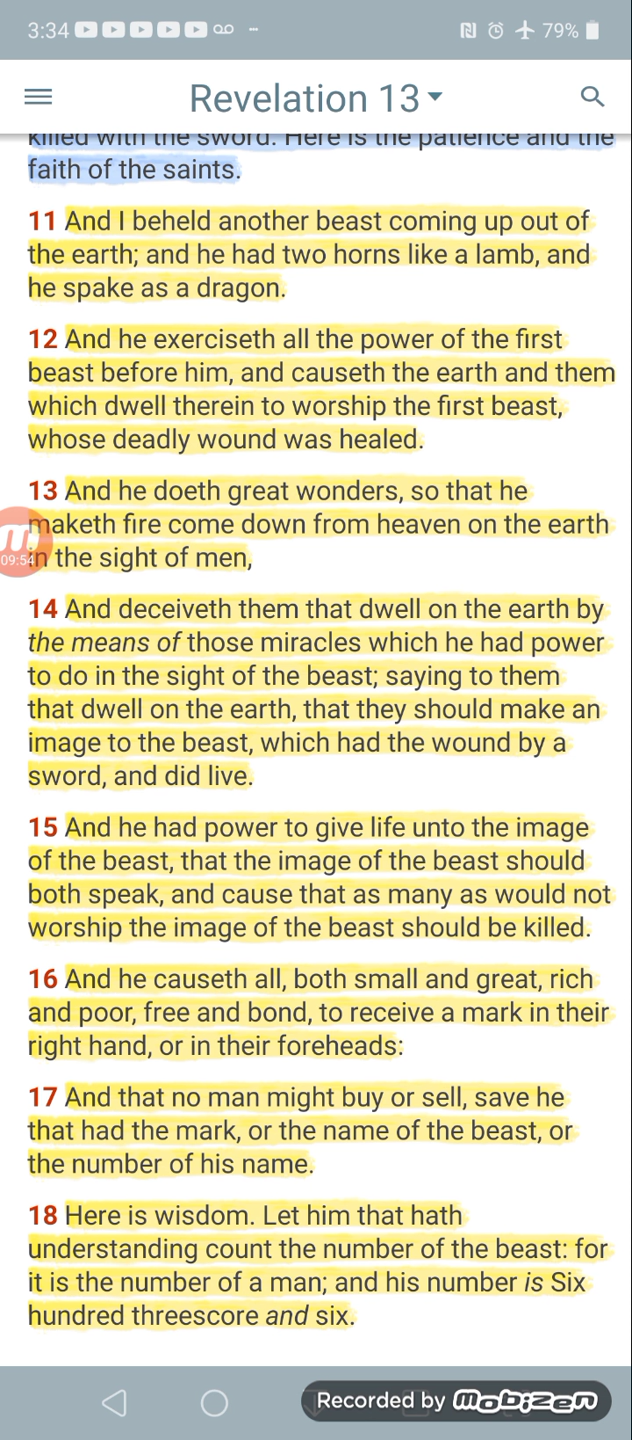 3:34
79%
Revelation 13
killed with the sword. Here is the patience and the
faith of the saints.
11 And I beheld another beast coming up out of
the earth; and he had two horns like a lamb, and
he spake as a dragon.
12 And he exerciseth all the power of the first
beast before him, and causeth the earth and them
which dwell therein to worship the first beast,
whose deadly wound was healed.
13 And he doeth great wonders, so that he
maketh fire come down from heaven on the earth
in the sight of men,
09:54
14 And deceiveth them that dwell on the earth by
the means of those miracles which he had power
to do in the sight of the beast; saying to them
that dwell on the earth, that they should make an
image to the beast, which had the wound by a
sword, and did live.
15 And he had power to give life unto the image
of the beast, that the image of the beast should
both speak, and cause that as many as would not
worship the image of the beast should be killed.
16 And he causeth all, both small and great, rich
and poor, free and bond, to receive a mark in their
right hand, or in their foreheads:
17 And that no man might buy or sell, save he
that had the mark, or the name of the beast, or
the number of his name.
18 Here is wisdom. Let him that hath
understanding count the number of the beast: for
it is the number of a man; and his number is Six
hundred threescore and six.
Recorded by mobizen